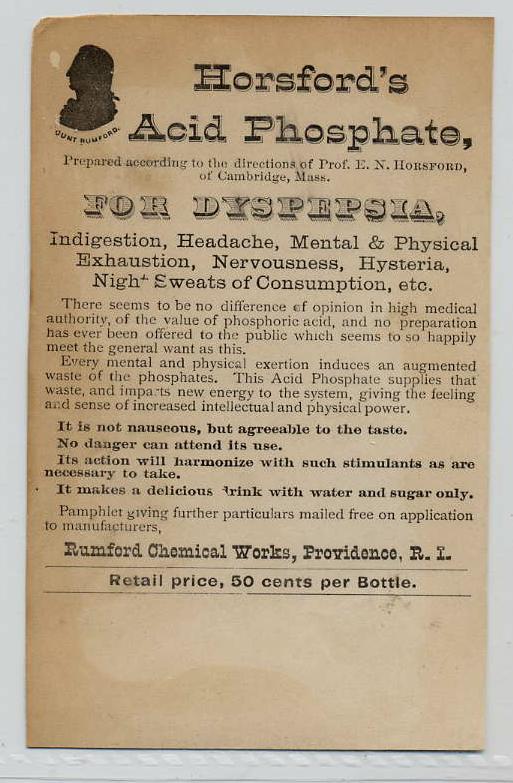 OUNT RUMFORD.
Horsford's
Acid Phosphate,
Prepared according to the directions of Prof. E. N. HORSFORD,
of Cambridge, Mass.
FOR DYSPEPSIA,
Indigestion, Headache, Mental & Physical
Exhaustion, Nervousness, Hysteria,
Night Sweats of Consumption, etc.
There seems to be no difference of opinion in high medical
authority, of the value of phosphoric acid, and no preparation
has ever been offered to the public which seems to so happily
meet the general want as this.
Every mental and physical exertion induces an augmented
waste of the phosphates. This Acid Phosphate supplies that
waste, and imparts new energy to the system, giving the feeling
and sense of increased intellectual and physical power.
It is not nauseous, but agreeable to the taste.
No danger can attend its use.
Its action will harmonize with such stimulants as are
necessary to take.
It makes a delicious drink with water and sugar only.
Pamphlet giving further particulars mailed free on application
to manufacturers,
Rumford Chemical Works, Providence, R. I.
Retail price, 50 cents per Bottle.